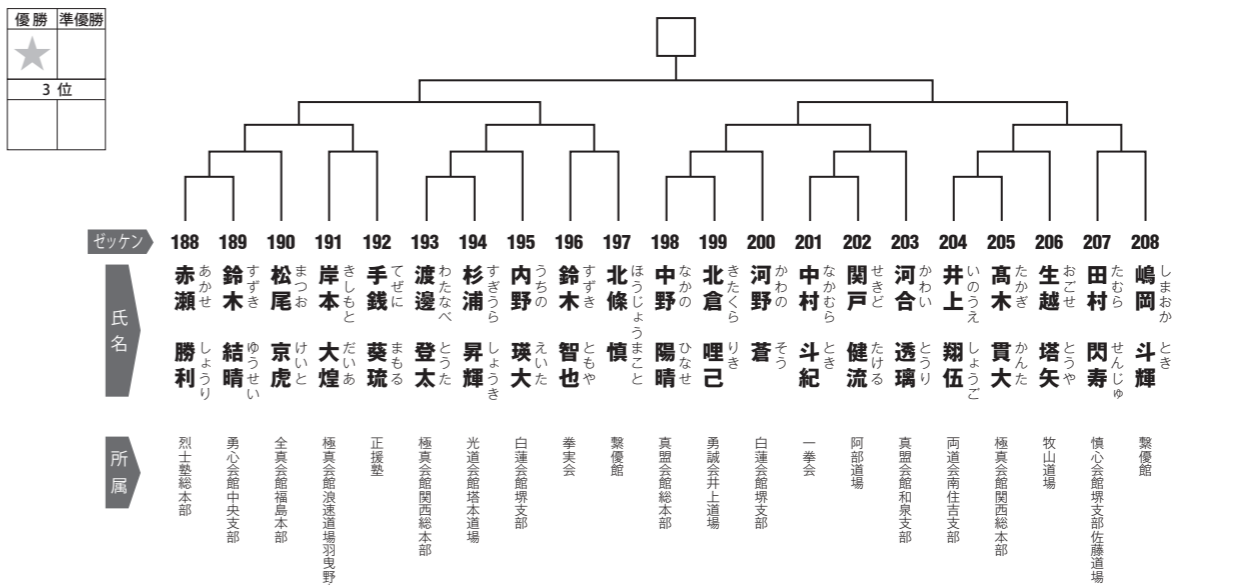 優勝 準優勝
★
3 位
ゼッケン 188 189 190 191 192 193 194 195 196 197 198 199 200 201 202 203 204 205 206 207 208
氏名
赤瀬 勝利 あかせ しょうり
鈴木 結晴 すずき ゆうせい
松尾 京虎 まつお けいと
岸本 大煌 きしもと だいあ
手銭 葵琉 てぜに まもる
渡邊 登太 わたなべ とうた
杉浦 昇輝 すぎうら しょうき
内野 瑛大 うちの えいた
鈴木 智也 すずき ともや
北條 慎 ほうじょう まこと
中野 陽晴 なかの ひなせ
北倉 哩己 きたくら りき
河野 蒼 かわの そう
中村 斗紀 なかむら とき
関戸 健流 せきど たける
河合 透璃 かわい とうり
井上 翔伍 いのうえ しょうご
髙木 貫大 たかぎ かんた
生越 塔矢 おごせ とうや
田村 閃寿 たむら せんじゅ
嶋岡 斗輝 しまおか とき
所属
烈士塾総本部
勇心会館中央支部
全真会館福島本部
極真会館浪速道場羽曳野
正援塾
極真会館関西総本部
光道会館塔本道場
白蓮会館堺支部
拳実会
繋優館
真盟会館総本部
勇誠会井上道場
白蓮会館堺支部
一拳会
阿部道場
真盟会館和泉支部
両道会南住吉支部
極真会館関西総本部
牧山道場
慎心会館堺支部佐藤道場
繋優館